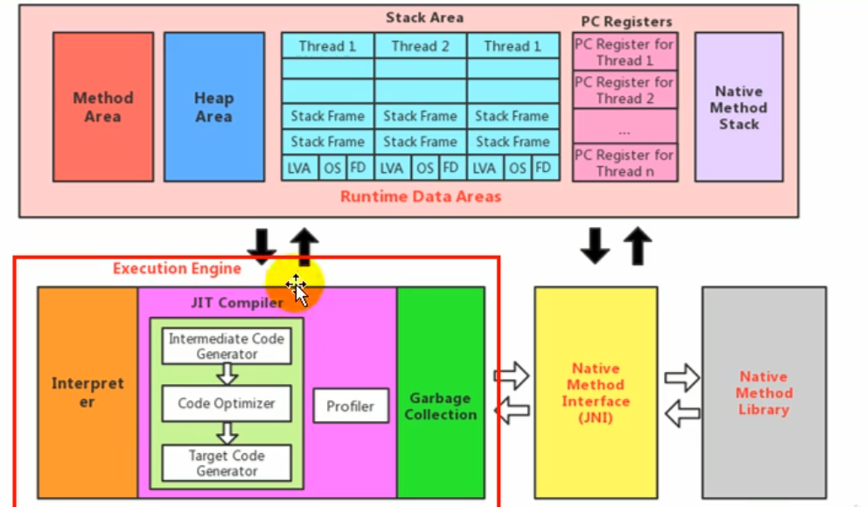 Stack Area
PC Registers
Method
Area
Heap
Area
Thread 1
Thread 2
Thread 1
Stack Frame
Stack Frame
Stack Frame
Stack Frame
Stack Frame
Stack Frame
LVA
OS
FD
LVA
OS
FD
LVA
OS
FD
PC Register for
Thread 1
PC Register for
Thread 2
...
PC Register for
Thread n
Native
Method
Stack
Runtime Data Areas
Execution Engine
Interpret
er
JIT Compiler
Intermediate Code
Generator
Code Optimizer
Target Code
Generator
Profiler
Garbage
Collection
Native
Method
Interface
(JNI)
Native
Method
Library